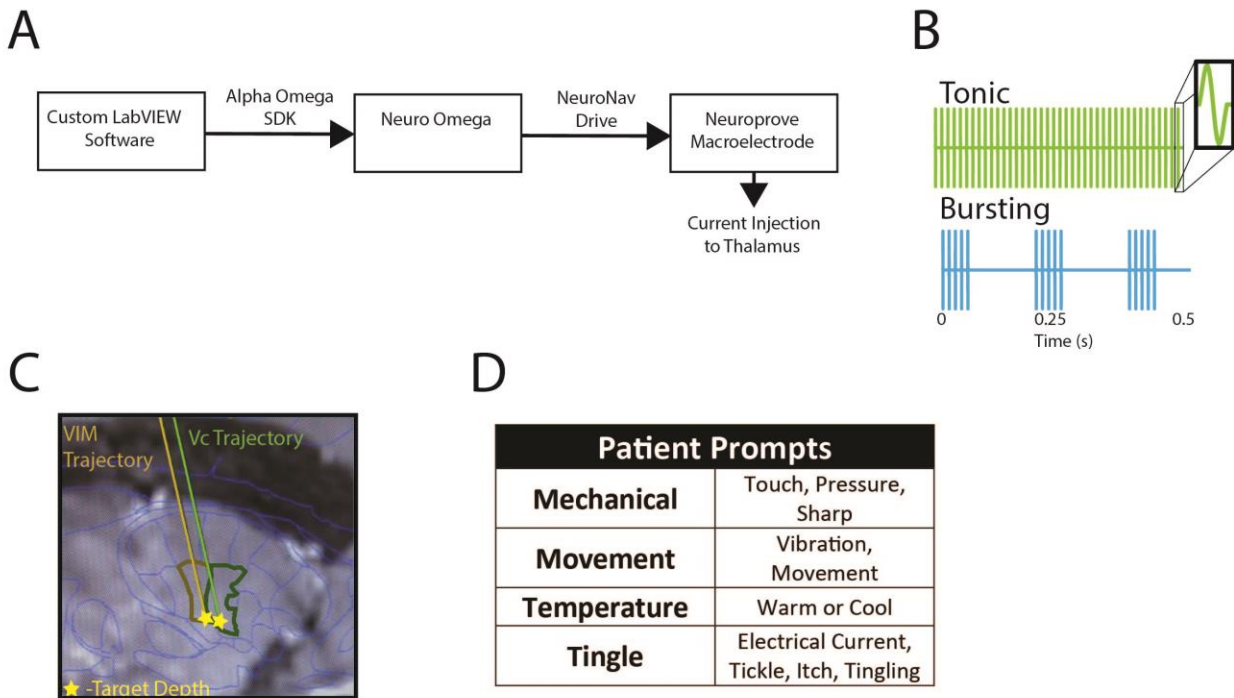 A
Custom LabVIEW
Software
Alpha Omega
SDK
Neuro Omega
NeuroNav
Drive
Neuroprove
Macroelectrode
Current Injection
to Thalamus
B
Tonic
Bursting
0
0.25
0.5
Time (s)
C
VIM
Trajectory
Vc Trajectory
-Target Depth
D
Patient Prompts
Mechanical
Touch, Pressure,
Sharp
Movement
Vibration,
Movement
Temperature
Warm or Cool
Tingle
Electrical Current,
Tickle, Itch, Tingling